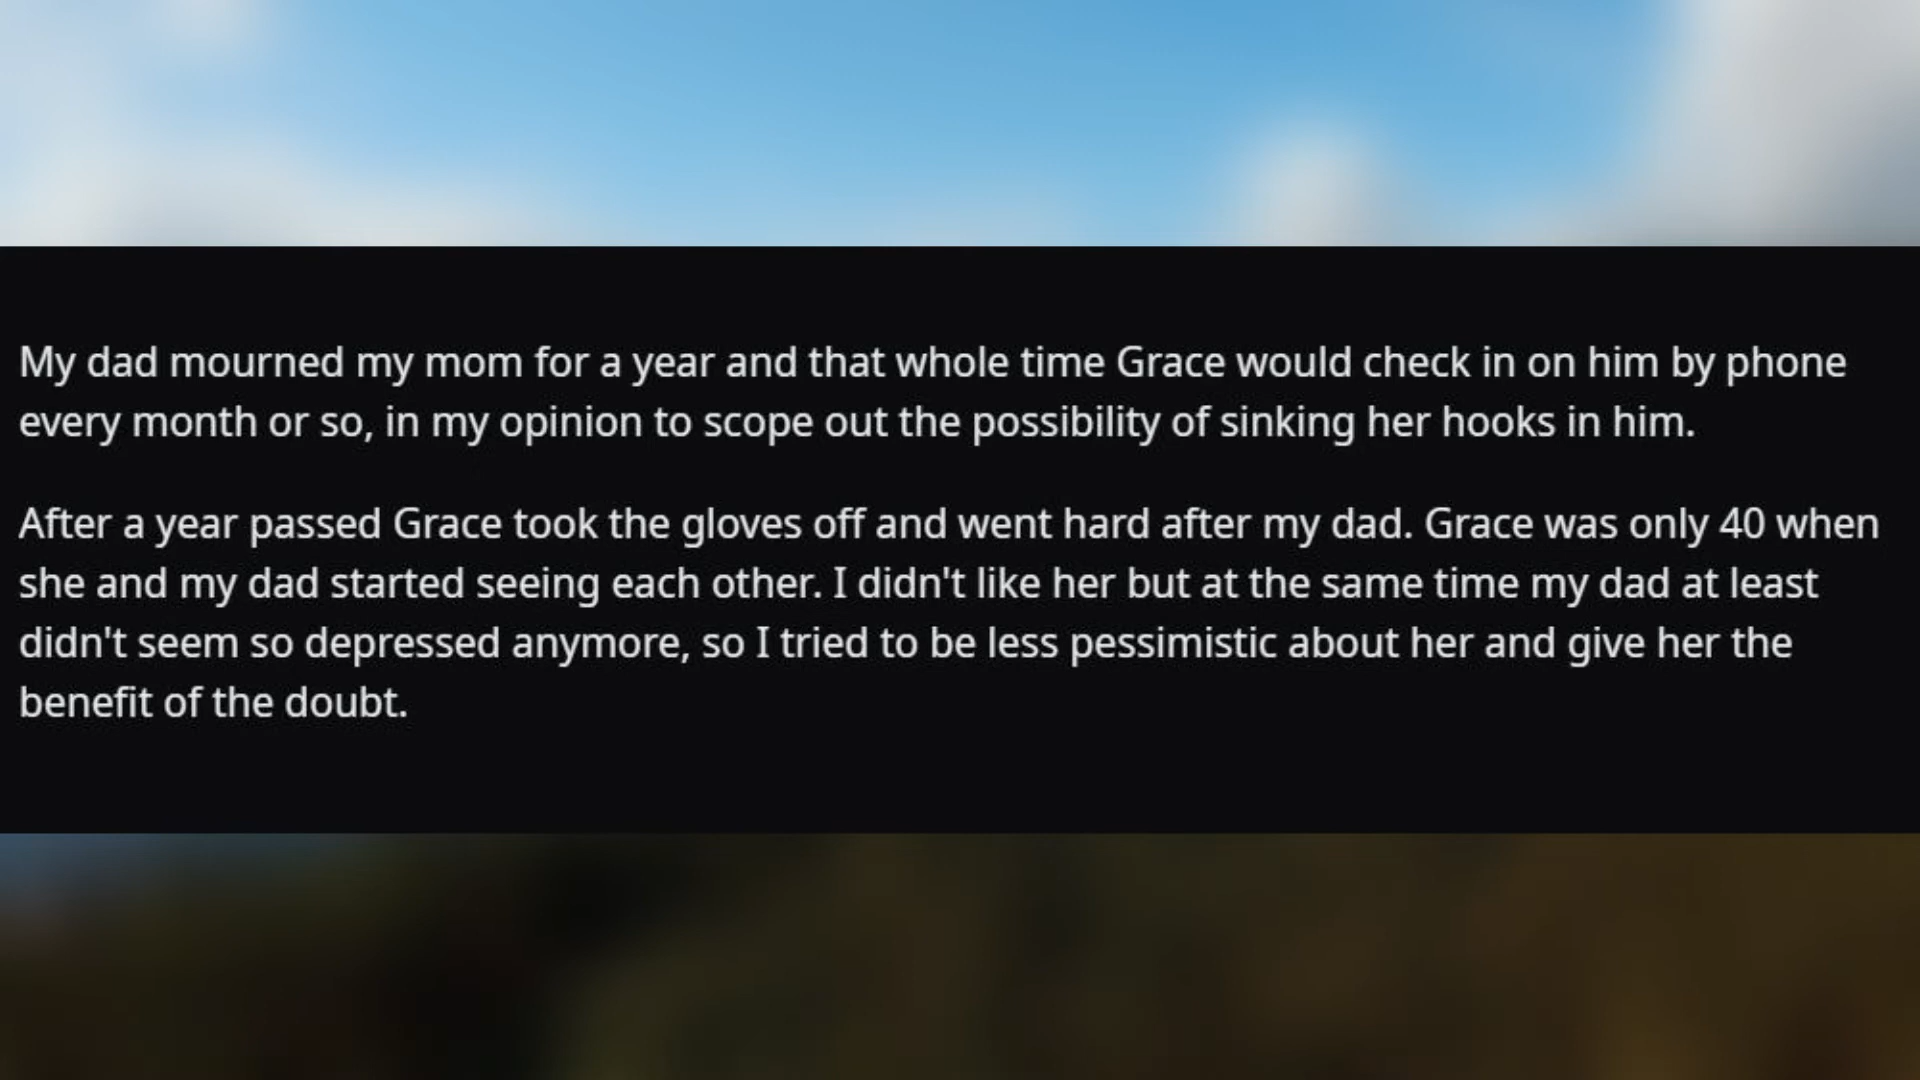 My dad mourned my mom for a year and that whole time Grace would check in on him by phone
every month or so, in my opinion to scope out the possibility of sinking her hooks in him.
After a year passed Grace took the gloves off and went hard after my dad. Grace was only 40 when
she and my dad started seeing each other. I didn't like her but at the same time my dad at least
didn't seem so depressed anymore, so I tried to be less pessimistic about her and give her the
benefit of the doubt.